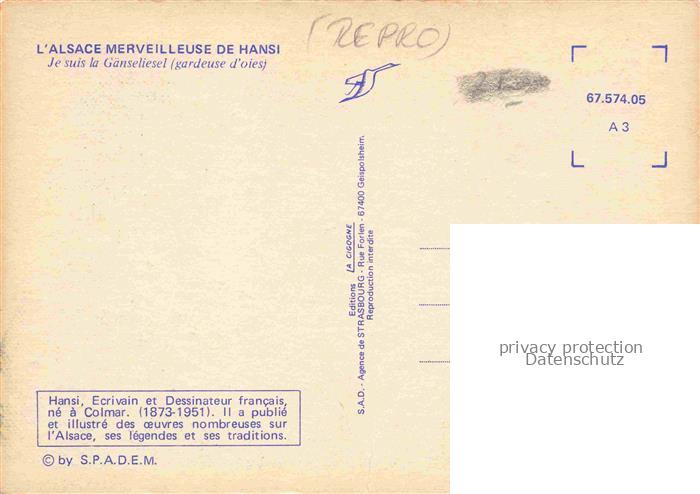 (REPRO)
L'ALSACE MERVEILLEUSE DE HANSI
Je suis la Gänseliesel (gardeuse d'oies)
67.574.05
A 3
Editions LA CIGOGNE
S.A.D. - Agence de STRASBOURG - Rue Forlen - 67400 Geispolsheim.
Reproduction interdite
privacy protection
Datenschutz
Hansi, Ecrivain et Dessinateur français,
né à Colmar. (1873-1951). Il a publié
et illustré des œuvres nombreuses sur
l'Alsace, ses légendes et ses traditions.
© by S.P.A.D.E.M.